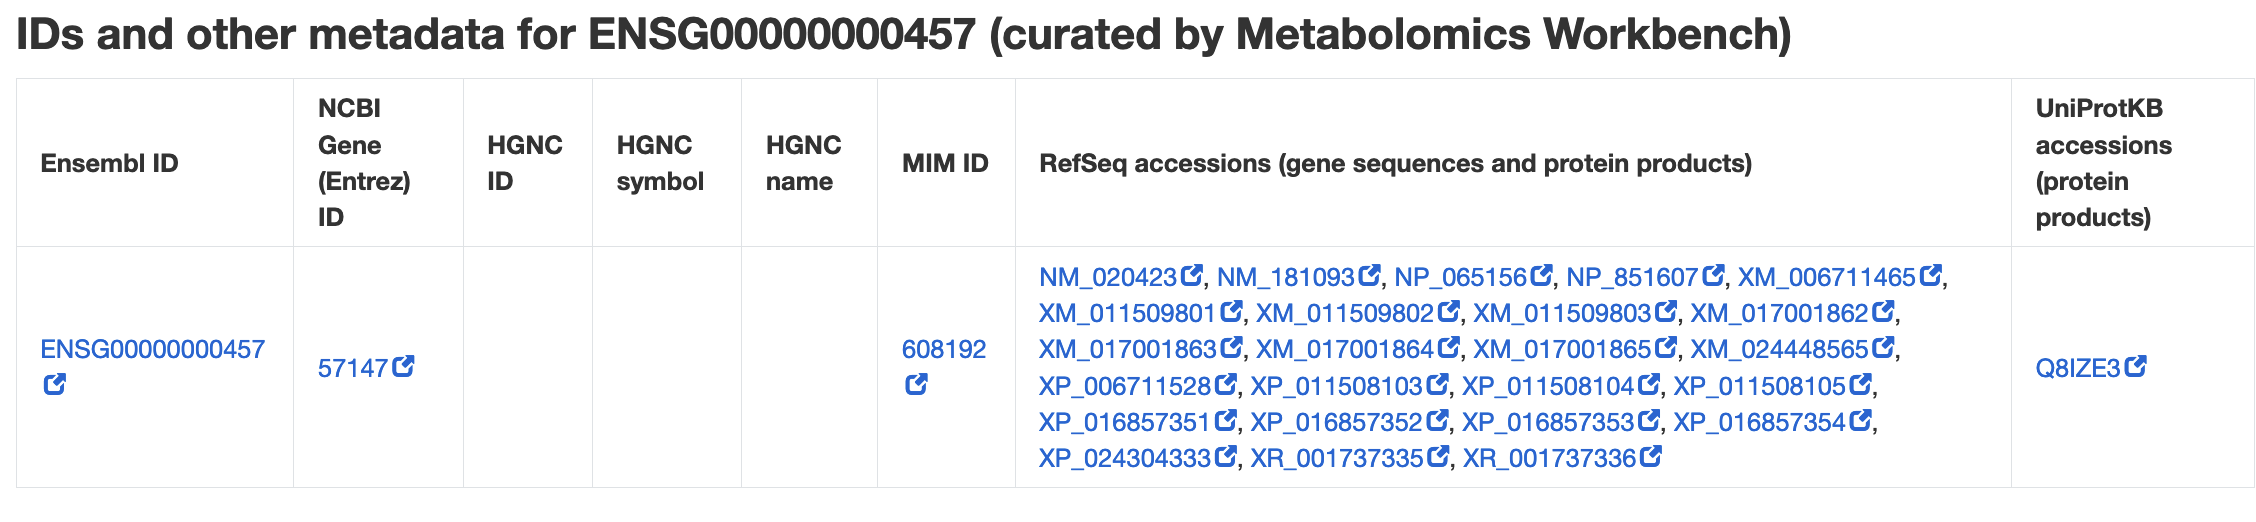 IDs and other metadata for ENSG00000000457 (curated by Metabolomics Workbench)
Ensembl ID
NCBI
Gene
(Entrez)
ID
HGNC
ID
HGNC
symbol
HGNC
name
MIM ID
RefSeq accessions (gene sequences and protein products)
UniProtKB
accessions
(protein
products)
ENSG00000000457
57147
608192
NM_020423, NM_181093, NP_065156, NP_851607, XM_006711465,
XM_011509801, XM_011509802, XM_011509803, XM_017001862,
XM_017001863, XM_017001864, XM_017001865, XM_024448565,
XP_006711528, XP_011508103, XP_011508104, XP_011508105,
XP_016857351, XP_016857352, XP_016857353, XP_016857354,
XP_024304333, XR_001737335, XR_001737336
Q8IZE3